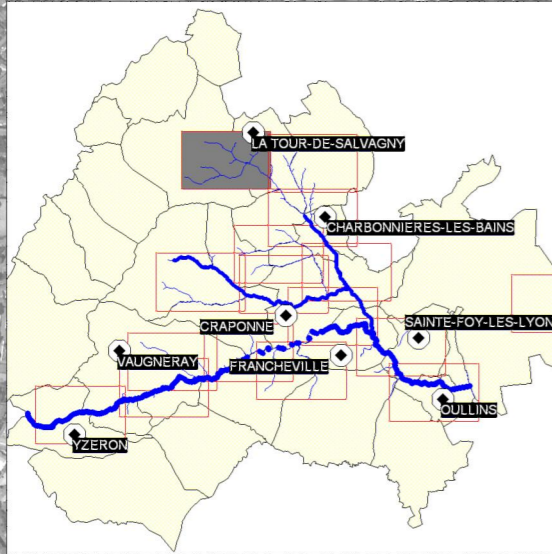 LA TOUR-DE-SALVAGNY
CHARBONNIERES-LES-BAINS
CRAPONNE
SAINTE-FOY-LES-LYON
VAUGNERAY
FRANCHEVILLE
OULLINS
YZERON